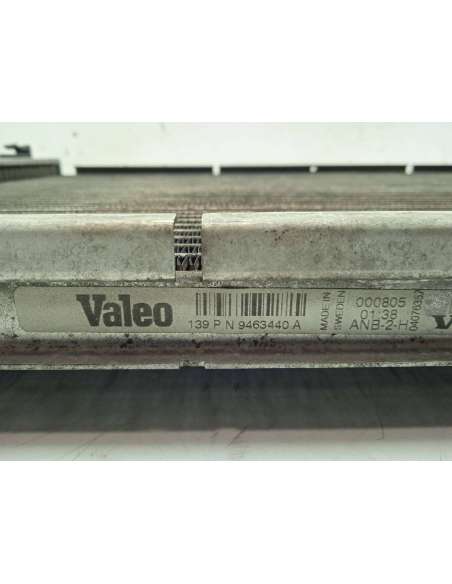 Valeo
139 P N 9463440 A
MADE IN
SWEDEN
000805
01:38
ANB-2-H